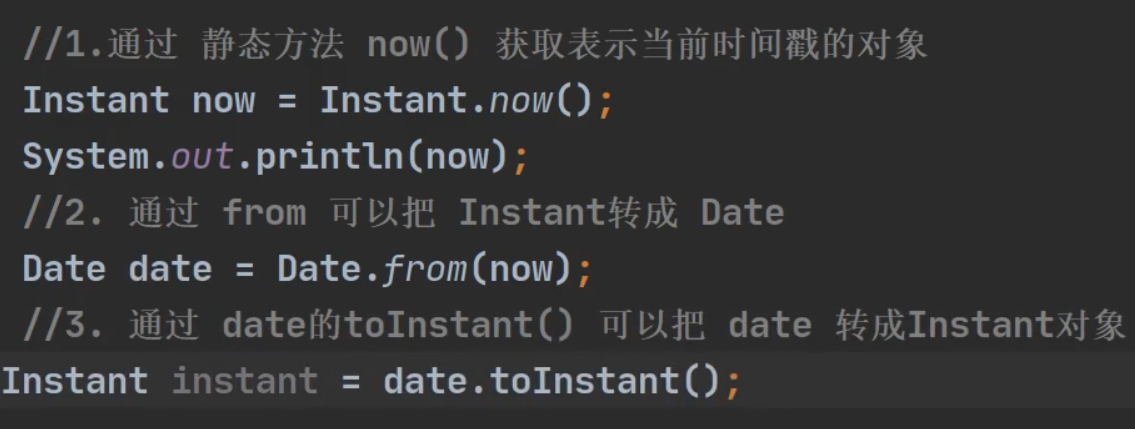 //1.通过 静态方法 now() 获取表示当前时间戳的对象
Instant now = Instant.now();
System.out.println(now);
//2. 通过 from 可以把 Instant转成 Date
Date date = Date.from(now);
//3. 通过 date的toInstant() 可以把 date 转成Instant对象
Instant instant = date.toInstant();